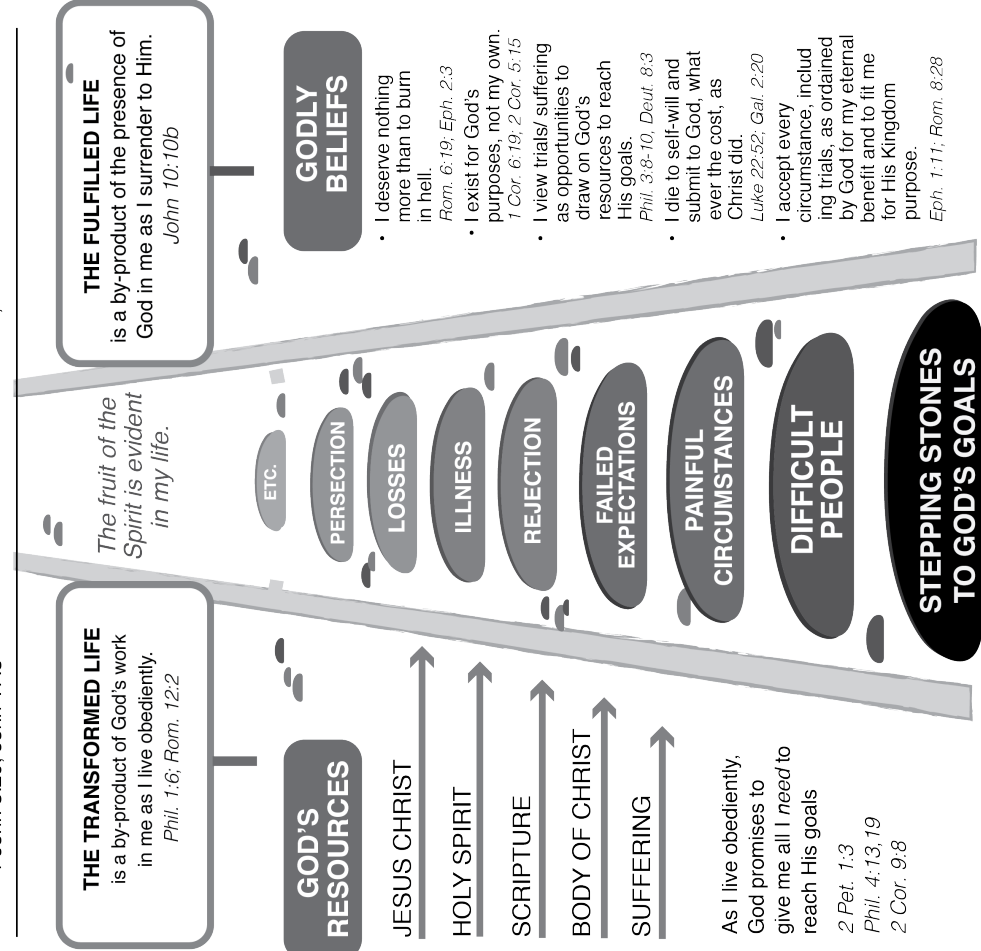 THE TRANSFORMED LIFE
is a by-product of God's work
in me as I live obediently.
Phil. 1:6; Rom. 12:2
The fruit of the
Spirit is evident
in my life.
THE FULFILLED LIFE
is a by-product of the presence of
God in me as I surrender to Him.
John 10:10b
GOD'S
RESOURCES
JESUS CHRIST
HOLY SPIRIT
SCRIPTURE
BODY OF CHRIST
SUFFERING
As I live obediently,
God promises to
give me all I need to
reach His goals
2 Pet. 1:3
Phil. 4:13,19
2 Cor. 9:8
ETC.
PERSECTION
LOSSES
ILLNESS
REJECTION
FAILED
EXPECTATIONS
PAINFUL
CIRCUMSTANCES
DIFFICULT
PEOPLE
STEPPING STONES
TO GOD'S GOALS
GODLY
BELIEFS
• I deserve nothing
more than to burn
in hell.
Rom. 6:19; Eph. 2:3
• I exist for God's
purposes, not my own.
1 Cor. 6:19; 2 Cor. 5:15
• I view trials/ suffering
as opportunities to
draw on God's
resources to reach
His goals.
Phil. 3:8-10, Deut. 8:3
• I die to self-will and
submit to God, what
ever the cost, as
Christ did.
Luke 22:52; Gal. 2:20
• I accept every
circumstance, includ
ing trials, as ordained
by God for my eternal
benefit and to fit me
for His Kingdom
purpose.
Eph. 1:11; Rom. 8:28